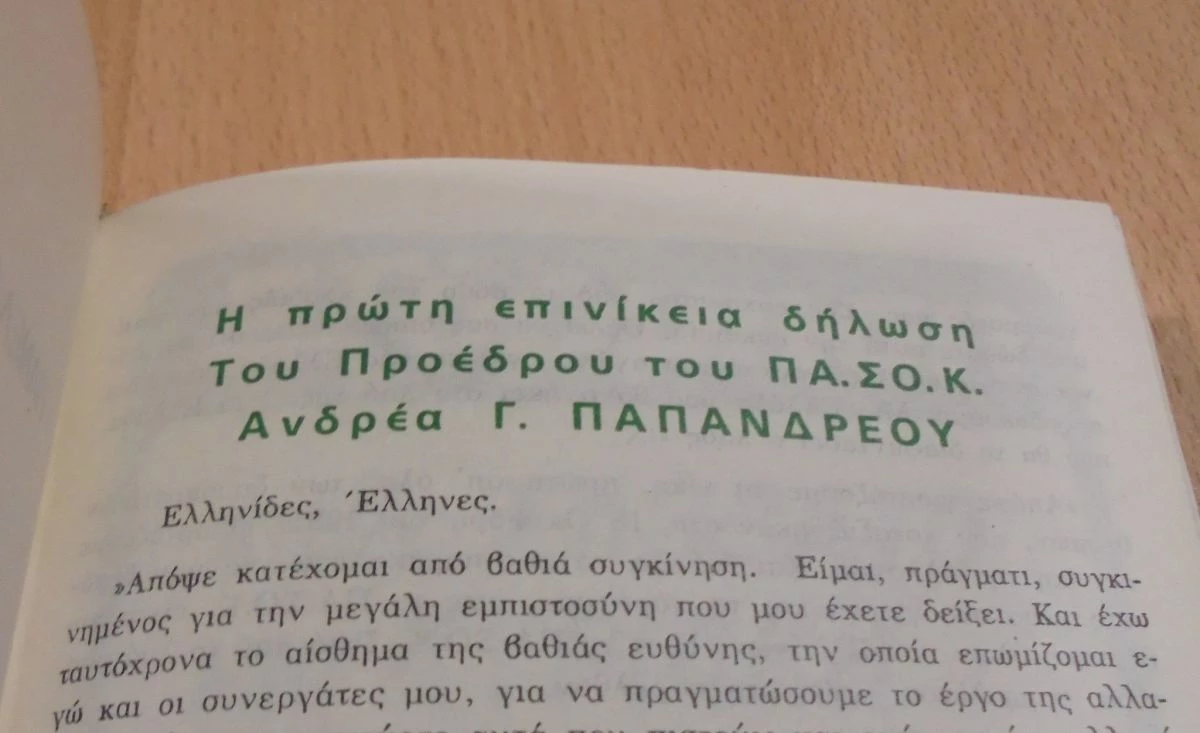 Η πρώτη επινίκεια δήλωση
Του Προέδρου του ΠΑ.ΣΟ.Κ.
Ανδρέα Γ. ΠΑΠΑΝΔΡΕΟΥ
Ελληνίδες, Έλληνες.
»Απόψε κατέχομαι από βαθιά συγκίνηση. Είμαι, πράγματι, συγκι-
νημένος για την μεγάλη εμπιστοσύνη που μου έχετε δείξει. Και έχω
ταυτόχρονα το αίσθημα της βαθιάς ευθύνης, την οποία επωμίζομαι ε-
γώ και οι συνεργάτες μου, για να πραγματώσουμε το έργο της αλλα-